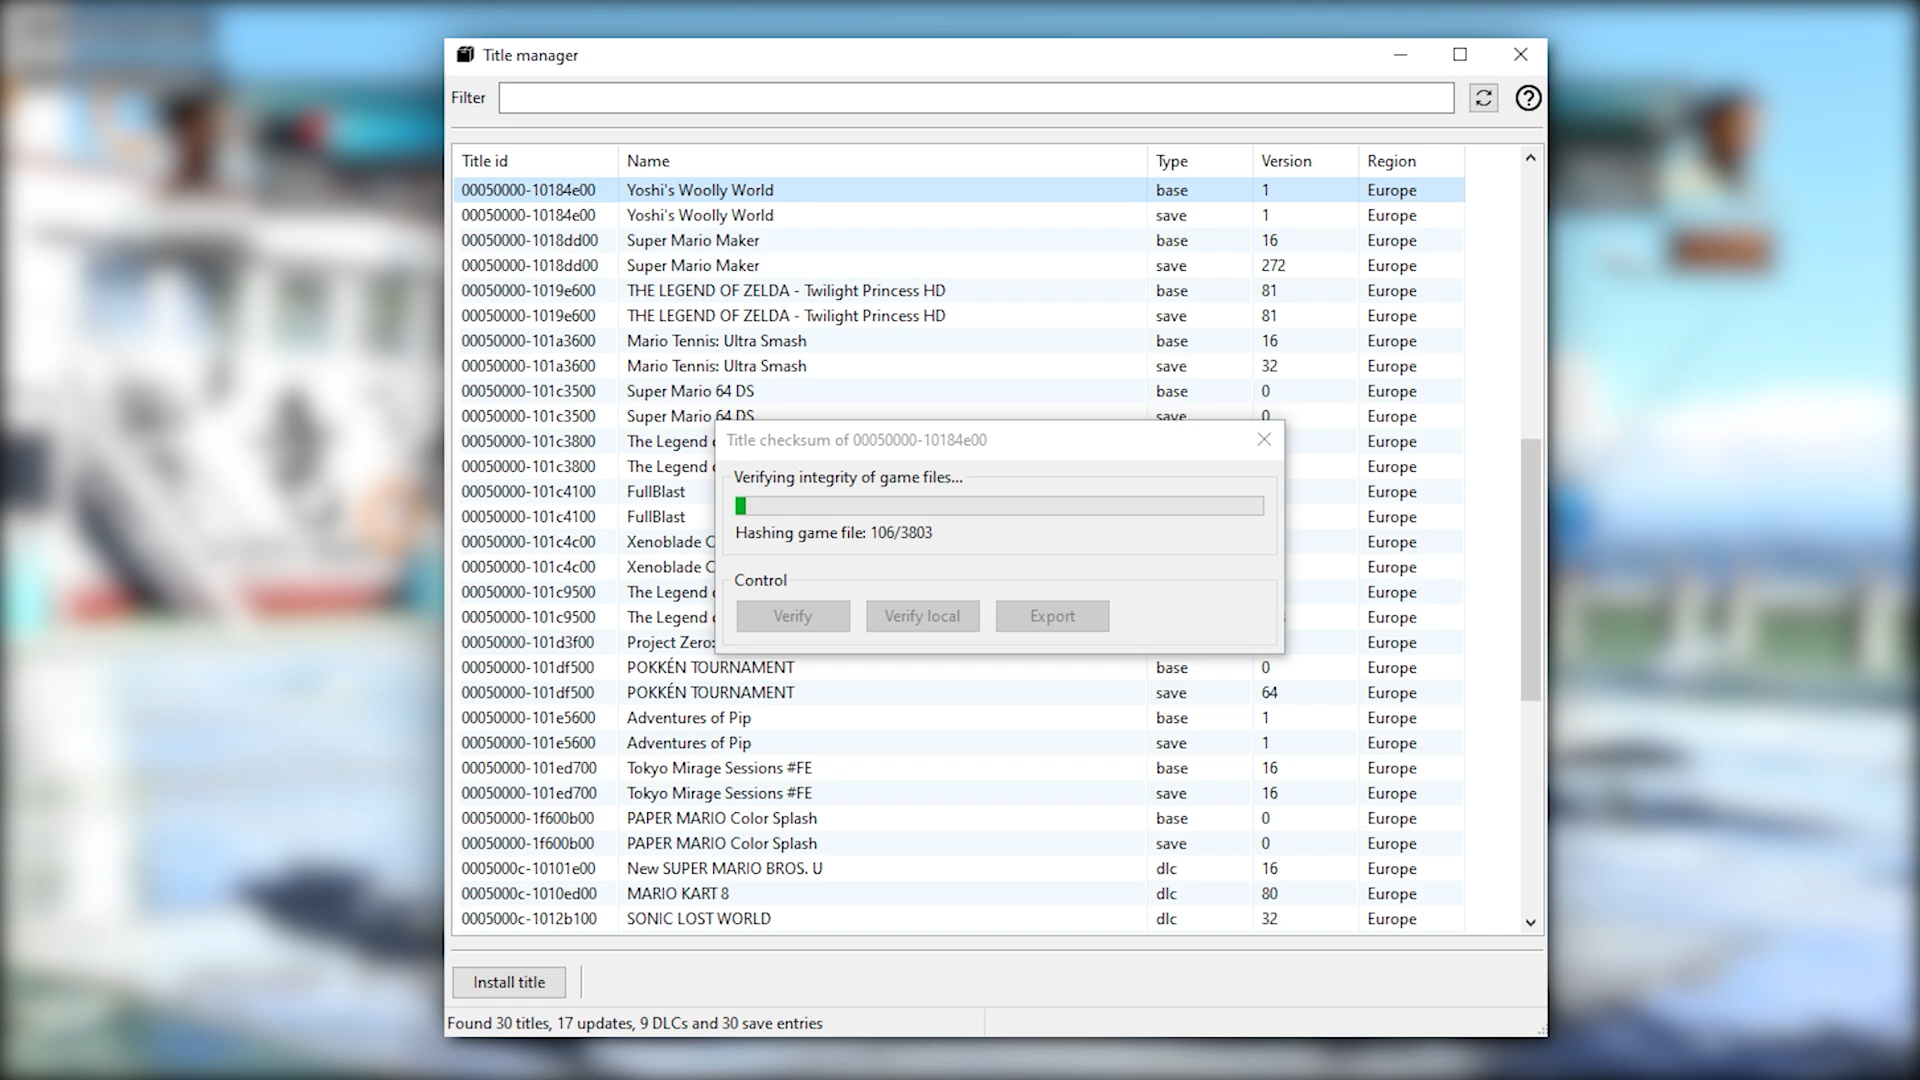 Title manager
Filter
Title id Name Type Version Region
00050000-10184e00 Yoshi's Woolly World base 1 Europe
00050000-10184e00 Yoshi's Woolly World save 1 Europe
00050000-1018dd00 Super Mario Maker base 16 Europe
00050000-1018dd00 Super Mario Maker save 272 Europe
00050000-1019e600 THE LEGEND OF ZELDA - Twilight Princess HD base 81 Europe
00050000-1019e600 THE LEGEND OF ZELDA - Twilight Princess HD save 81 Europe
00050000-101a3600 Mario Tennis: Ultra Smash base 16 Europe
00050000-101a3600 Mario Tennis: Ultra Smash save 32 Europe
00050000-101c3500 Super Mario 64 DS base 0 Europe
00050000-101c3500 Super Mario 64 DS save 0 Europe
00050000-101c3800 The Legend Europe
00050000-101c3800 The Legend Europe
00050000-101c4100 FullBlast Europe
00050000-101c4100 FullBlast Europe
00050000-101c4c00 Xenoblade C Europe
00050000-101c4c00 Xenoblade C Europe
00050000-101c9500 The Legend Europe
00050000-101c9500 The Legend Europe
00050000-101d3f00 Project Zero: Europe
00050000-101df500 POKKÉN TOURNAMENT base 0 Europe
00050000-101df500 POKKÉN TOURNAMENT save 64 Europe
00050000-101e5600 Adventures of Pip base 1 Europe
00050000-101e5600 Adventures of Pip save 1 Europe
00050000-101ed700 Tokyo Mirage Sessions #FE base 16 Europe
00050000-101ed700 Tokyo Mirage Sessions #FE save 16 Europe
00050000-1f600b00 PAPER MARIO Color Splash base 0 Europe
00050000-1f600b00 PAPER MARIO Color Splash save 0 Europe
0005000c-10101e00 New SUPER MARIO BROS. U dlc 16 Europe
0005000c-1010ed00 MARIO KART 8 dlc 80 Europe
0005000c-1012b100 SONIC LOST WORLD dlc 32 Europe
Title checksum of 00050000-10184e00
Verifying integrity of game files...
Hashing game file: 106/3803
Control
Verify Verify local Export
Install title
Found 30 titles, 17 updates, 9 DLCs and 30 save entries